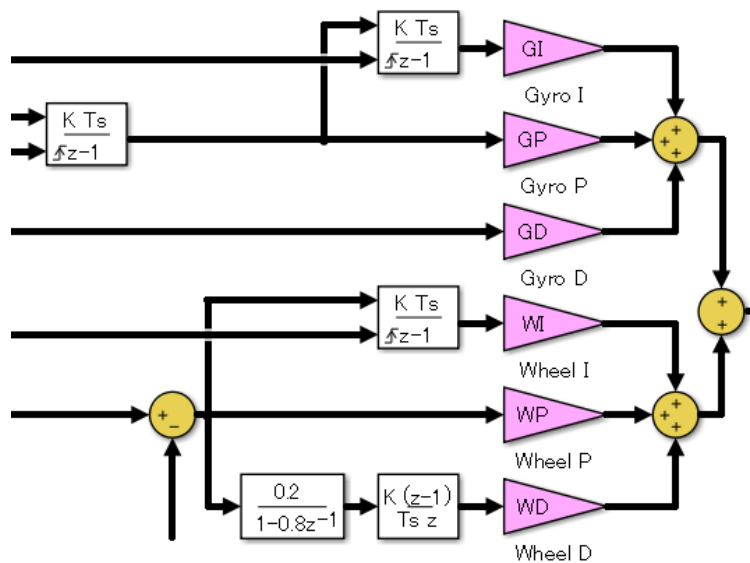 K Ts
z-1
GI
Gyro I
K Ts
z-1
GP
Gyro P
+
+
+
GD
Gyro D
K Ts
z-1
WI
Wheel I
+
+
+
-
WP
Wheel P
+
+
+
0.2
1-0.8z-1
K (z-1)
Ts z
WD
Wheel D